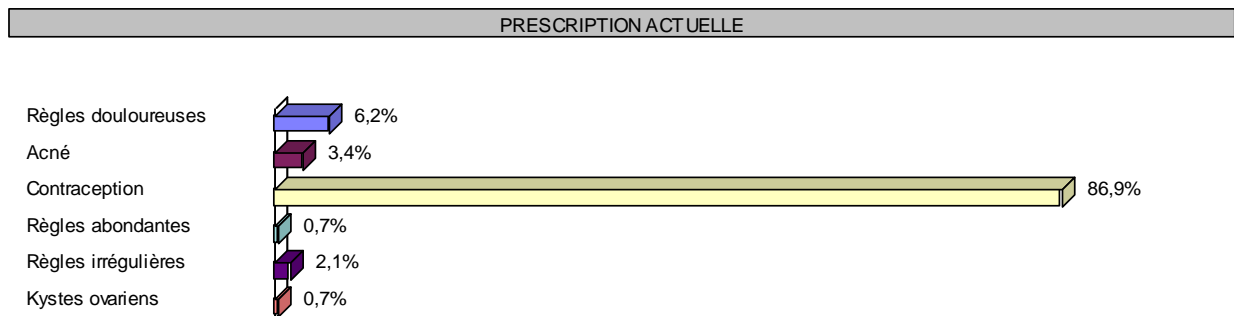 PRESCRIPTION ACTUELLE
Règles douloureuses 6,2%
Acné 3,4%
Contraception 86,9%
Règles abondantes 0,7%
Règles irrégulières 2,1%
Kystes ovariens 0,7%